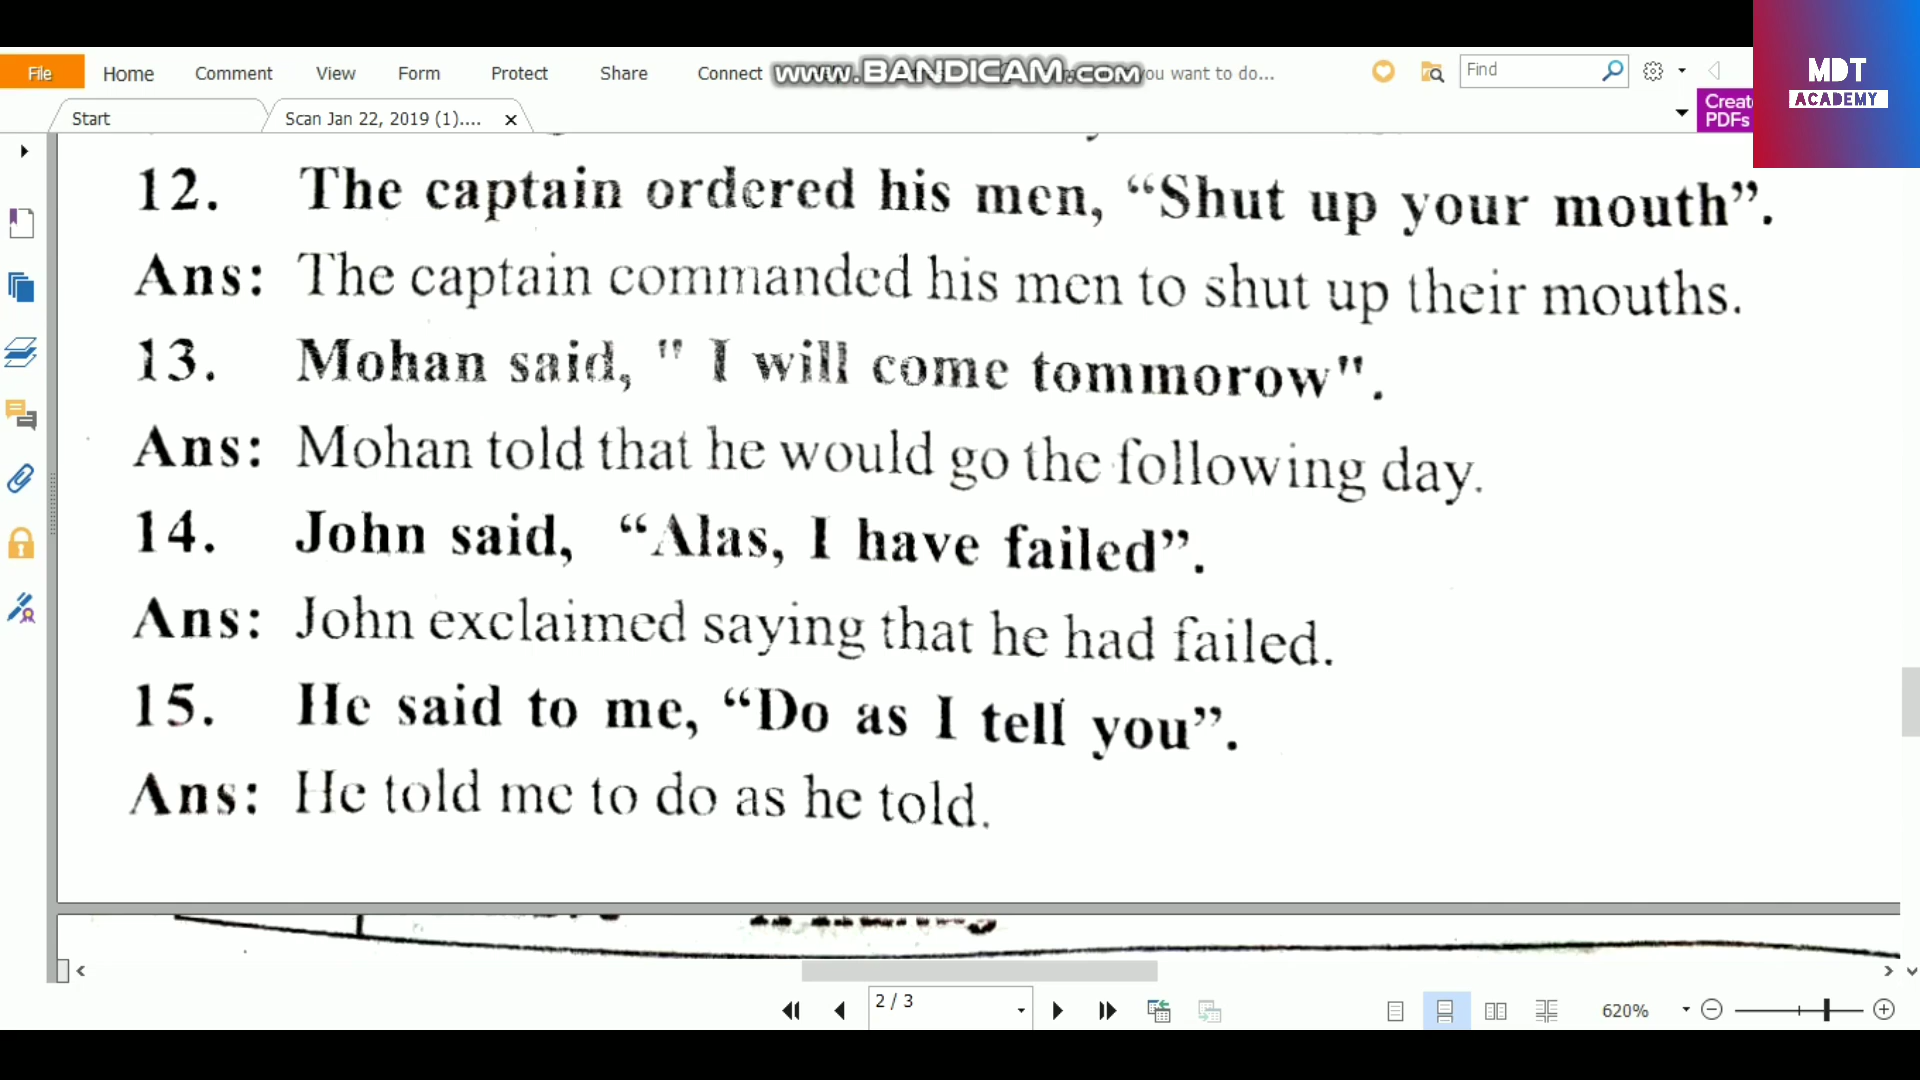 MDT
ACADEMY
File Home Comment View Form Protect Share Connect www.BANDICAM.com you want to do... Find
Start Scan Jan 22, 2019 (1).... × Creat
PDFs
12. The captain ordered his men, “Shut up your mouth”.
Ans: The captain commanded his men to shut up their mouths.
13. Mohan said, " I will come tommorow".
Ans: Mohan told that he would go the following day.
14. John said, “Alas, I have failed”.
Ans: John exclaimed saying that he had failed.
15. He said to me, “Do as I tell you”.
Ans: He told me to do as he told.
2 / 3 620%